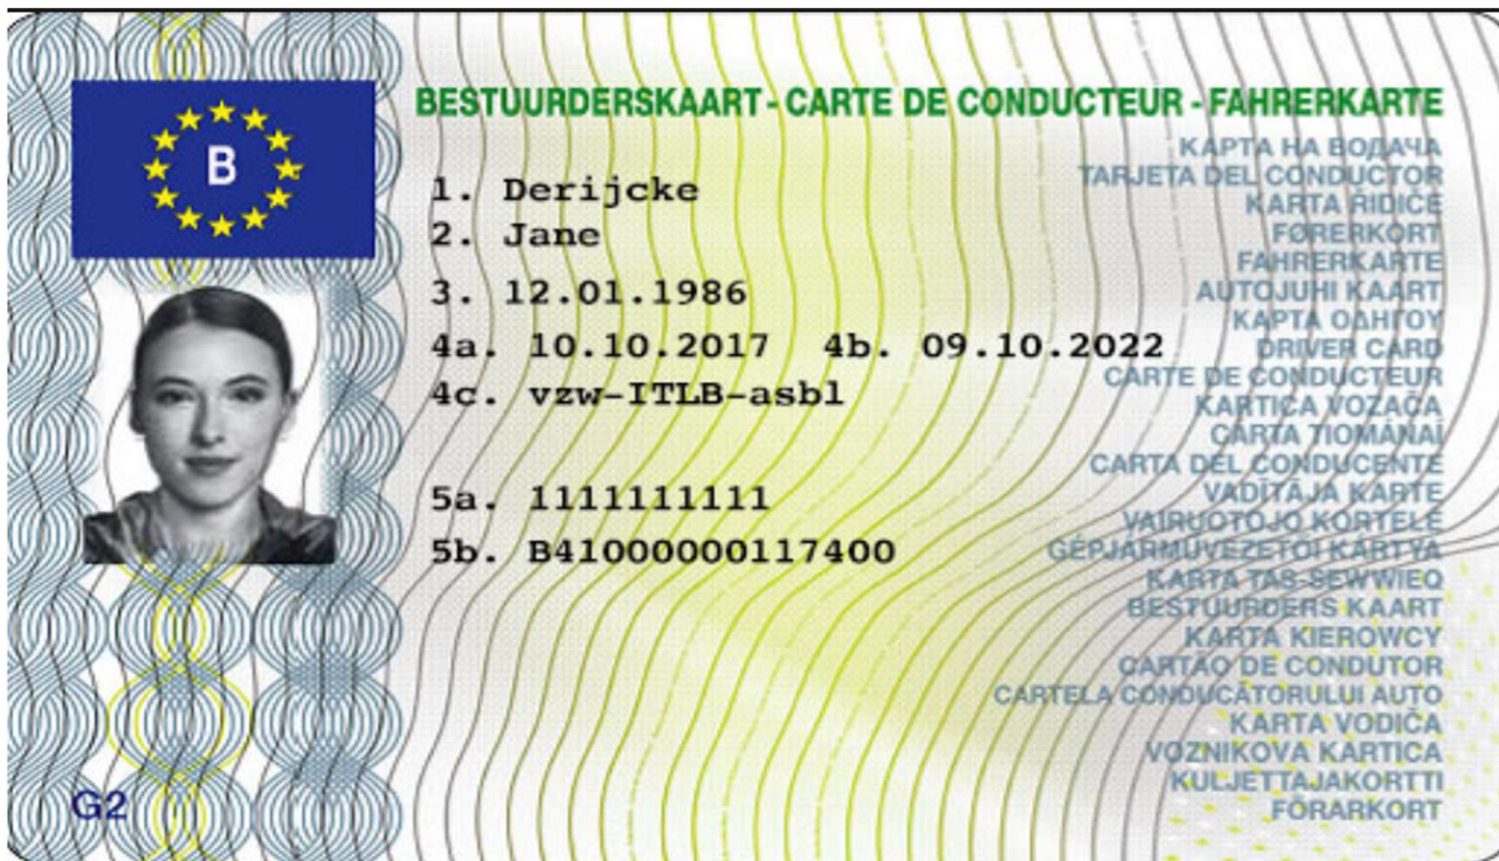 B
BESTUURDERSKAART - CARTE DE CONDUCTEUR - FAHRERKARTE
1. Derijcke
2. Jane
3. 12.01.1986
4a. 10.10.2017 4b. 09.10.2022
4c. vzw-ITLB-asbl
5a. 1111111111
5b. B410000000117400
КАРТА НА ВОДАЧА
TARJETA DEL CONDUCTOR
KARTA ŘIDIČE
FØRERKORT
FAHRERKARTE
AUTOJUHI KAART
ΚΑΡΤΑ ΟΔΗΓΟΥ
DRIVER CARD
CARTE DE CONDUCTEUR
KARTICA VOZAČA
CÁRTA TIOMÁNAÍ
CARTA DEL CONDUCENTE
VADĪTĀJA KARTE
VAIRUOTOJO KORTELĖ
GÉPJÁRMŰVEZETŐI KÁRTYA
KARTA TAS-SEWWIEQ
BESTUURDERS KAART
KARTA KIEROWCY
CARTÃO DE CONDUTOR
CARTELA CONDUCĂTORULUI AUTO
KARTA VODIČA
VOZNIKOVA KARTICA
KULJETTAJAKORTTI
FÖRARKORT
G2